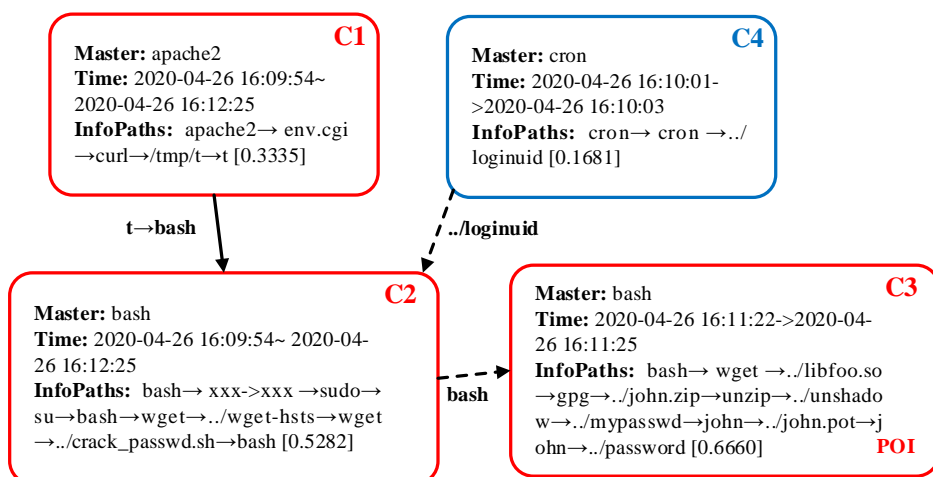 C1
Master: apache2
Time: 2020-04-26 16:09:54~
2020-04-26 16:12:25
InfoPaths: apache2→ env.cgi
→curl→/tmp/t→t [0.3335]
C4
Master: cron
Time: 2020-04-26 16:10:01-
>2020-04-26 16:10:03
InfoPaths: cron→ cron →../
loginuid [0.1681]
t→bash
../loginuid
C2
Master: bash
Time: 2020-04-26 16:09:54~ 2020-04-
26 16:12:25
InfoPaths: bash→ xxx->xxx →sudo→
su→bash→wget→../wget-hsts→wget
→../crack_passwd.sh→bash [0.5282]
bash
C3
Master: bash
Time: 2020-04-26 16:11:22->2020-04-
26 16:11:25
InfoPaths: bash→ wget →../libfoo.so
→gpg→../john.zip→unzip→../unshado
w→../mypasswd→john→../john.pot→j
ohn→../password [0.6660]
POI